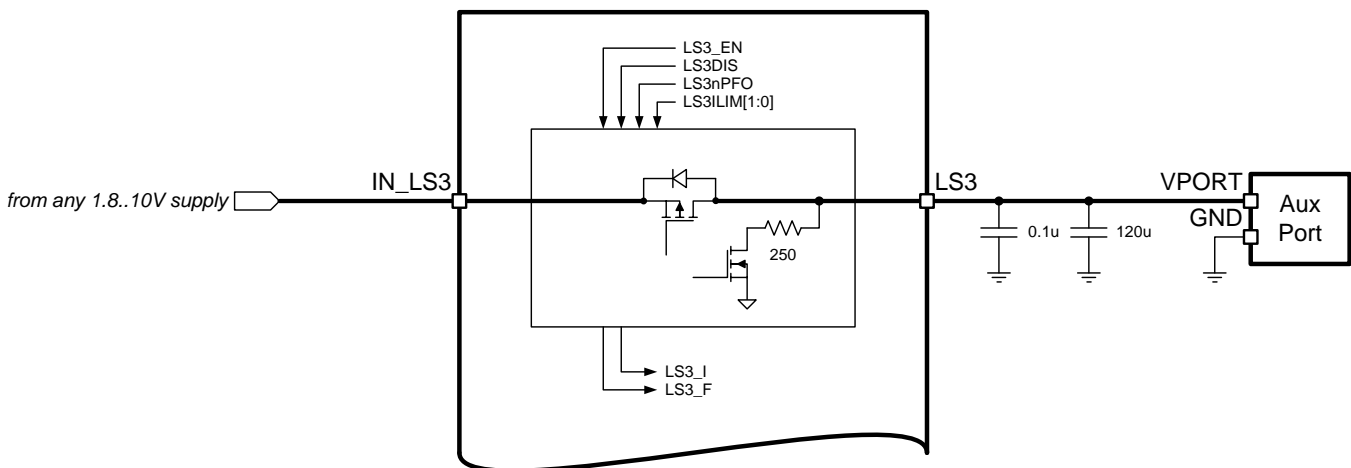 LS3_EN
LS3DIS
LS3nPFO
LS3ILIM[1:0]
from any 1.8..10V supply
IN_LS3
LS3
VPORT
GND
Aux
Port
0.1u
120u
250
LS3_I
LS3_F